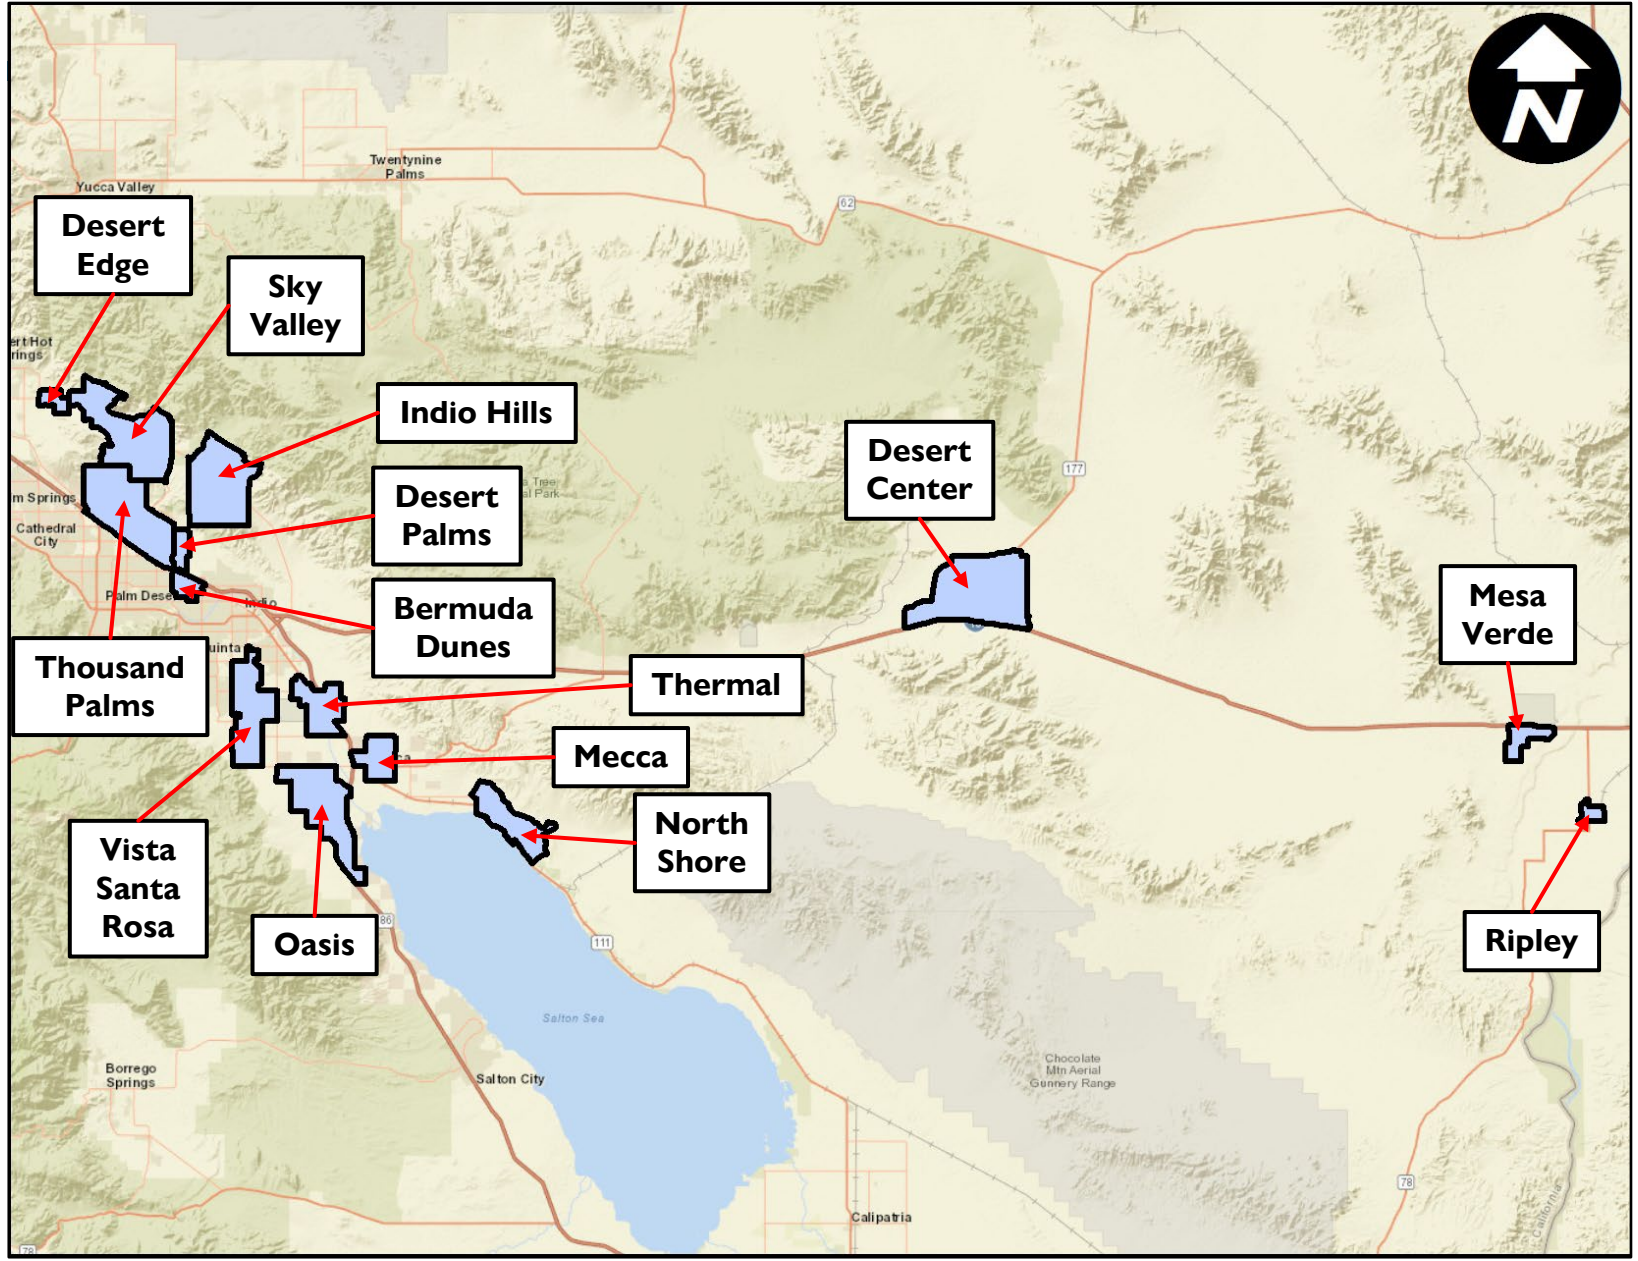 N
Twentynine
Palms
Yucca Valley
62
Desert
Edge
Sky
Valley
Indio Hills
Desert
Center
177
Desert
Palms
Cathedral
City
Mesa
Verde
Bermuda
Dunes
Indio
Thousand
Palms
Thermal
Mecca
North
Shore
Vista
Santa
Rosa
Oasis
86
Ripley
111
Salton Sea
Borrego
Springs
Salton City
Chocolate
Mtn Aerial
Gunnery Range
78
Calipatria
California
78